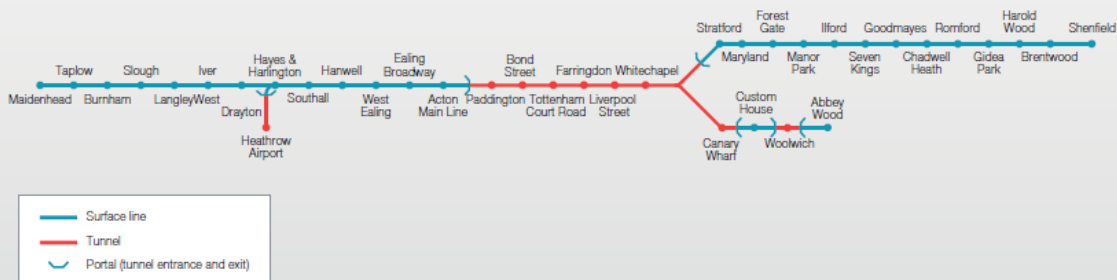 Maidenhead
Taplow
Burnham
Slough
Langley
West
Drayton
Iver
Hayes &
Harlington
Heathrow
Airport
Southall
Hanwell
West
Ealing
Ealing
Broadway
Acton
Main Line
Paddington
Bond
Street
Tottenham
Court Road
Farringdon
Liverpool
Street
Whitechapel
Stratford
Maryland
Forest
Gate
Manor
Park
Ilford
Seven
Kings
Goodmayes
Chadwell
Heath
Romford
Gidea
Park
Harold
Wood
Brentwood
Shenfield
Canary
Wharf
Custom
House
Woolwich
Abbey
Wood
Surface line
Tunnel
Portal (tunnel entrance and exit)